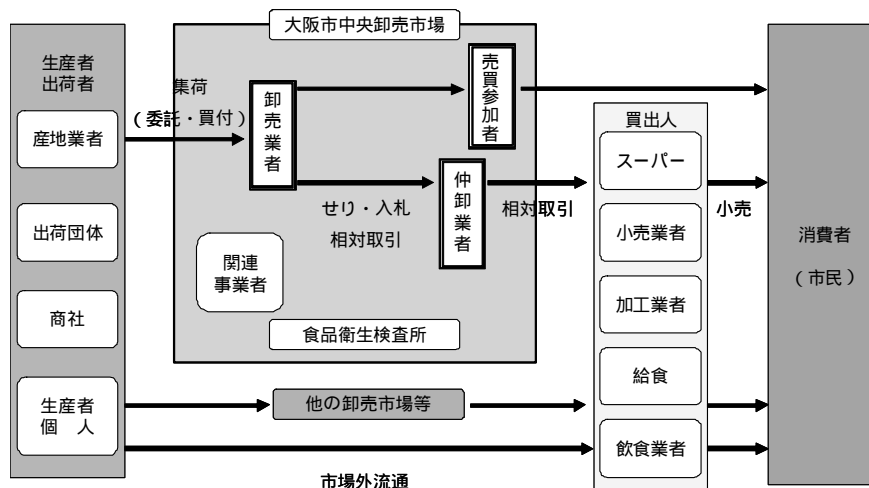 大阪市中央卸売市場
生産者
出荷者
産地業者
出荷団体
商社
生産者
個　人
集荷
（委託・買付）
卸売業者
売買参加者
せり・入札
相対取引
仲卸業者
関連
事業者
食品衛生検査所
相対取引
買出人
スーパー
小売業者
加工業者
給食
飲食業者
小売
消費者
（市民）
他の卸売市場等
市場外流通